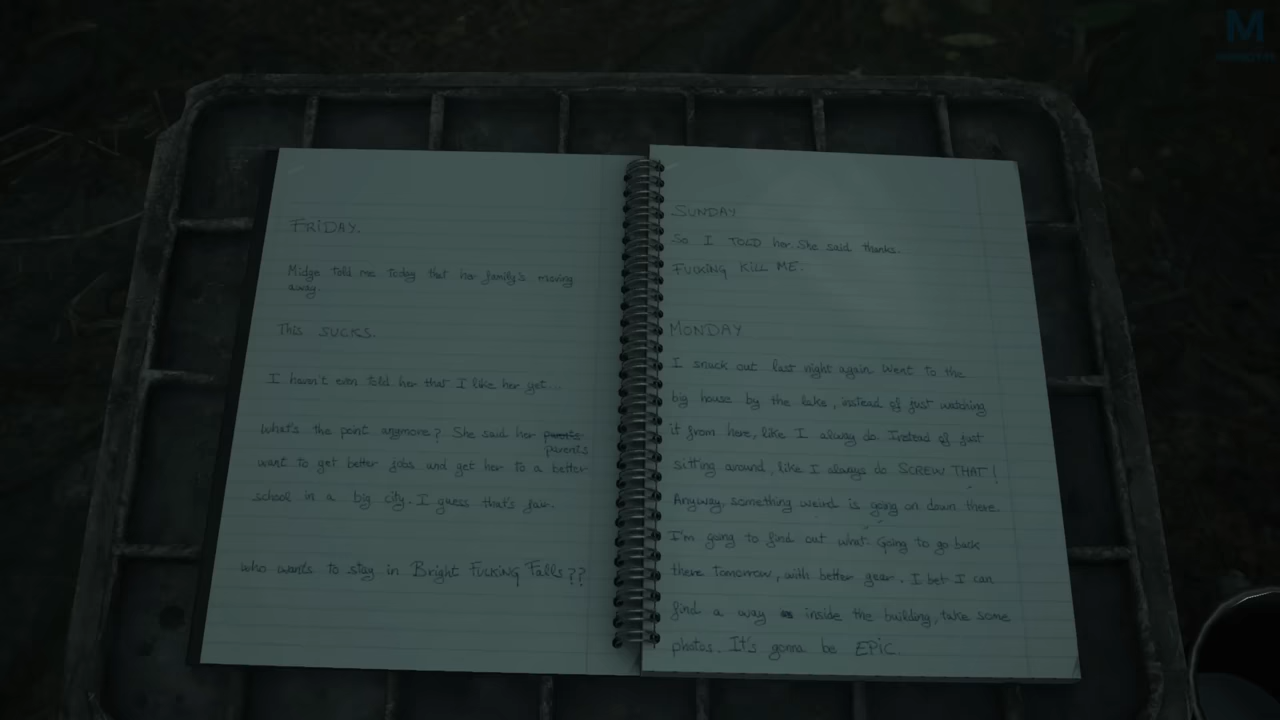 FRIDAY.
Midge told me today that her family's moving
away.
This SUCKS.
I haven't even told her that I like her yet...
What's the point anymore? She said her parents
parents
want to get better jobs and get her to a better
school in a big city. I guess that's fair.
who wants to stay in Bright FUCKING Falls??
SUNDAY
So I TOLD her. She said thanks.
FUCKING KILL ME.
MONDAY
I snuck out last night again. Went to the
big house by the lake, instead of just watching
it from here, like I always do. Instead of just
sitting around, like I always do. SCREW THAT!
Anyway, something weird is going on down there.
I'm going to find out what. Going to go back
there tomorrow, with better gear. I bet I can
find a way inside the building, take some
photos. It's gonna be EPIC.
M